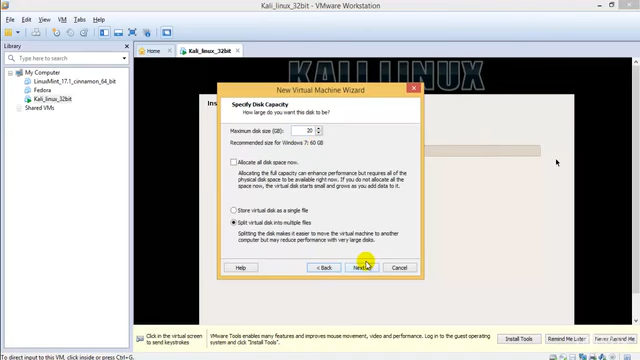 Kali_linux_32bit - VMware Workstation
File Edit View VM Tabs Help
Library
Type here to search
My Computer
LinuxMint_17.1_cinnamon_64_bit
Fedora
Kali_linux_32bit
Shared VMs
Home
Kali_linux_32bit
KALI LINUX
New Virtual Machine Wizard
Specify Disk Capacity
How large do you want this disk to be?
Maximum disk size (GB): 20
Recommended size for Windows 7: 60 GB
Allocate all disk space now.
Allocating the full capacity can enhance performance but requires all of the
physical disk space to be available right now. If you do not allocate all the
space now, the virtual disk starts small and grows as you add data to it.
Store virtual disk as a single file
Split virtual disk into multiple files
Splitting the disk makes it easier to move the virtual machine to another
computer but may reduce performance with very large disks.
Help
< Back
Next
Cancel
Click in the virtual screen
to send keystrokes
VMware Tools enables many features and improves mouse movement, video and performance. Log in to the guest operating
system and click "Install Tools".
Install Tools
Remind Me Later
Never Remind Me
To direct input to this VM, click inside or press Ctrl+G.